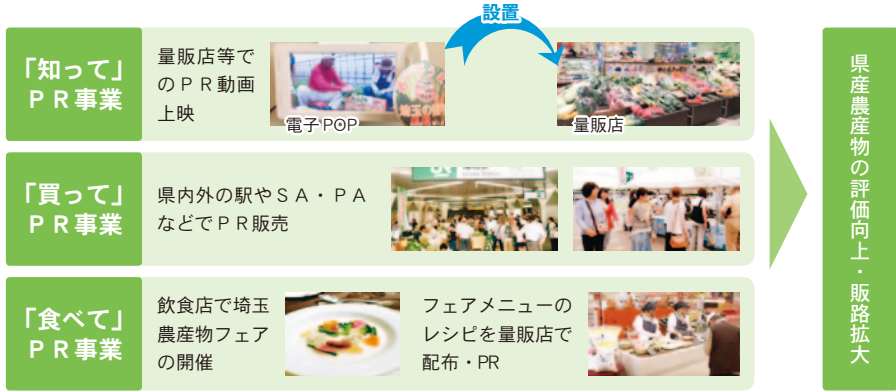 設置
「知って」
ＰＲ事業
量販店等で
のＰＲ動画
上映
電子POP
量販店
「買って」
ＰＲ事業
県内外の駅やＳＡ・ＰＡ
などでＰＲ販売
「食べて」
ＰＲ事業
飲食店で埼玉
農産物フェア
の開催
フェアメニューの
レシピを量販店で
配布・PR
県産農産物の評価向上・販路拡大